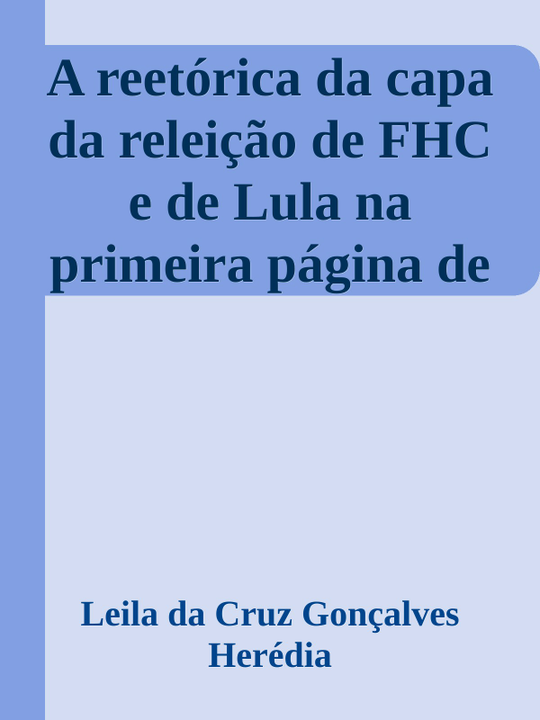 A reetórica da capa
da releição de FHC
e de Lula na
primeira página de
Leila da Cruz Gonçalves
Herédia